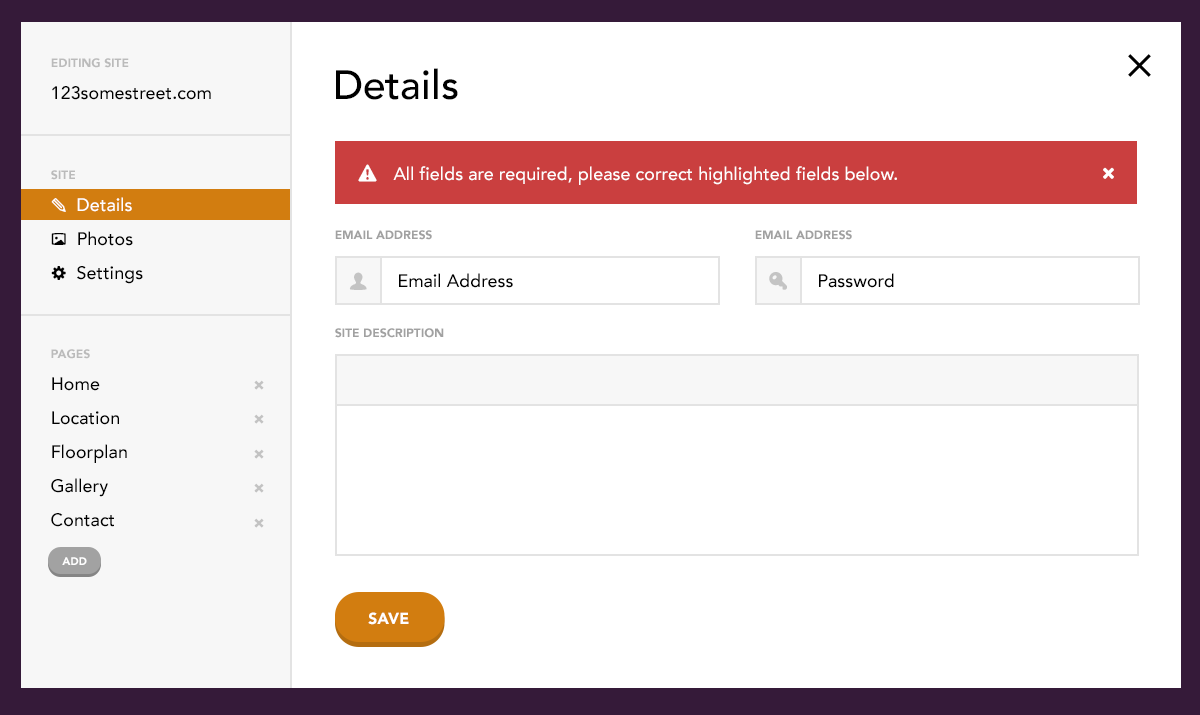 EDITING SITE
123somestreet.com
SITE
Details
Photos
Settings
PAGES
Home
Location
Floorplan
Gallery
Contact
ADD
Details
All fields are required, please correct highlighted fields below.
EMAIL ADDRESS
Email Address
EMAIL ADDRESS
Password
SITE DESCRIPTION
SAVE